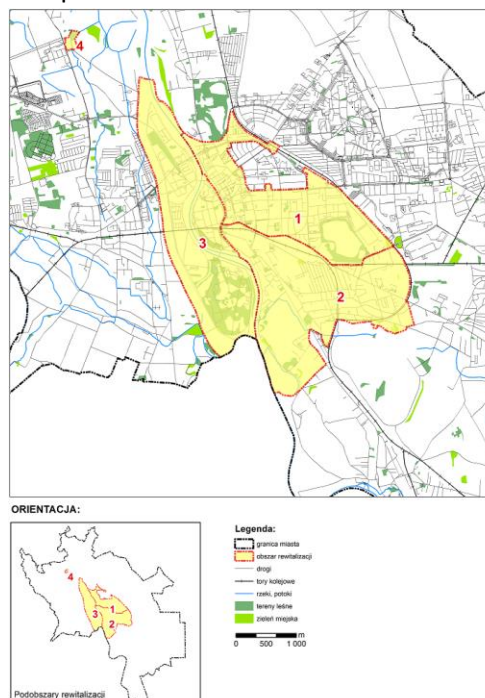 4
1
3
2
ORIENTACJA:
4
1
3
2
Podobszary rewitalizacji
Legenda:
granica miasta
obszar rewitalizacji
drogi
tory kolejowe
rzeki, potoki
tereny leśne
zieleń miejska
0 500 1 000 m